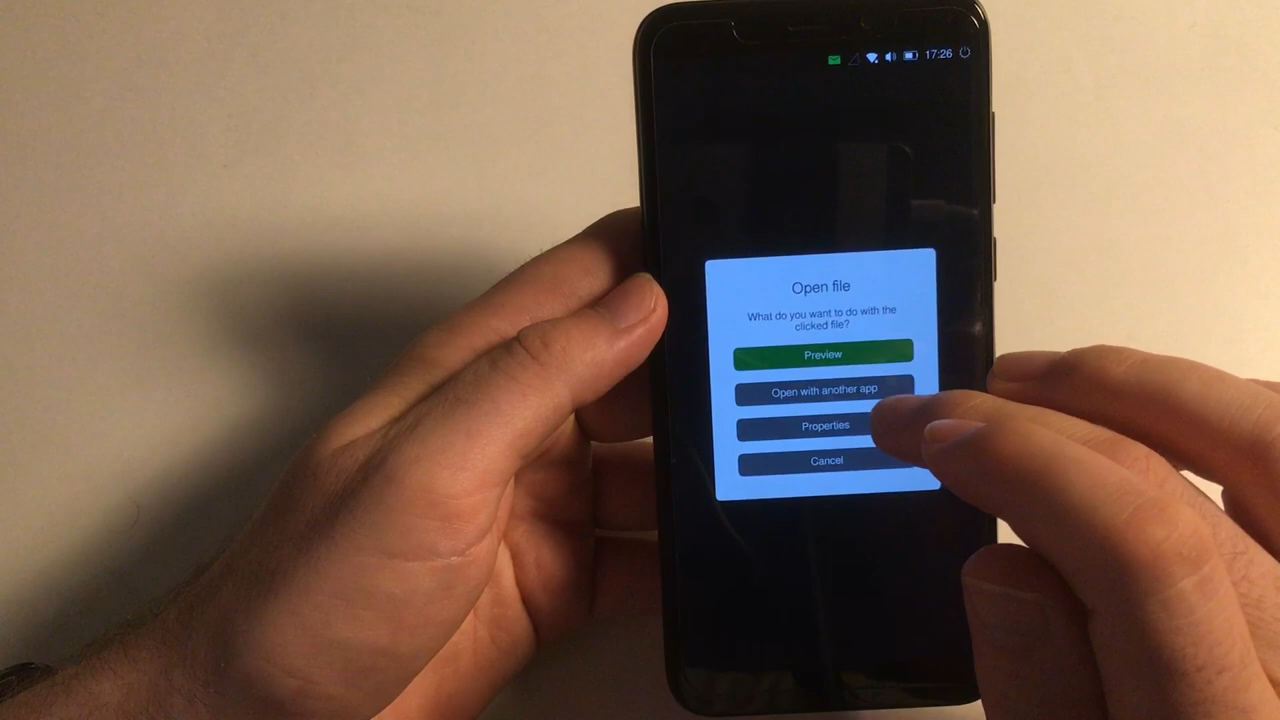 17:26
Open file
What do you want to do with the
clicked file?
Preview
Open with another app
Properties
Cancel